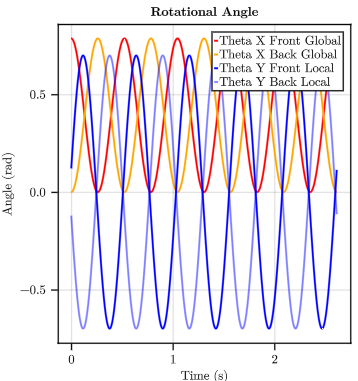 Rotational Angle
Theta X Front Global
Theta X Back Global
Theta Y Front Local
Theta Y Back Local
Angle (rad)
0.5
0.0
−0.5
0
1
2
Time (s)